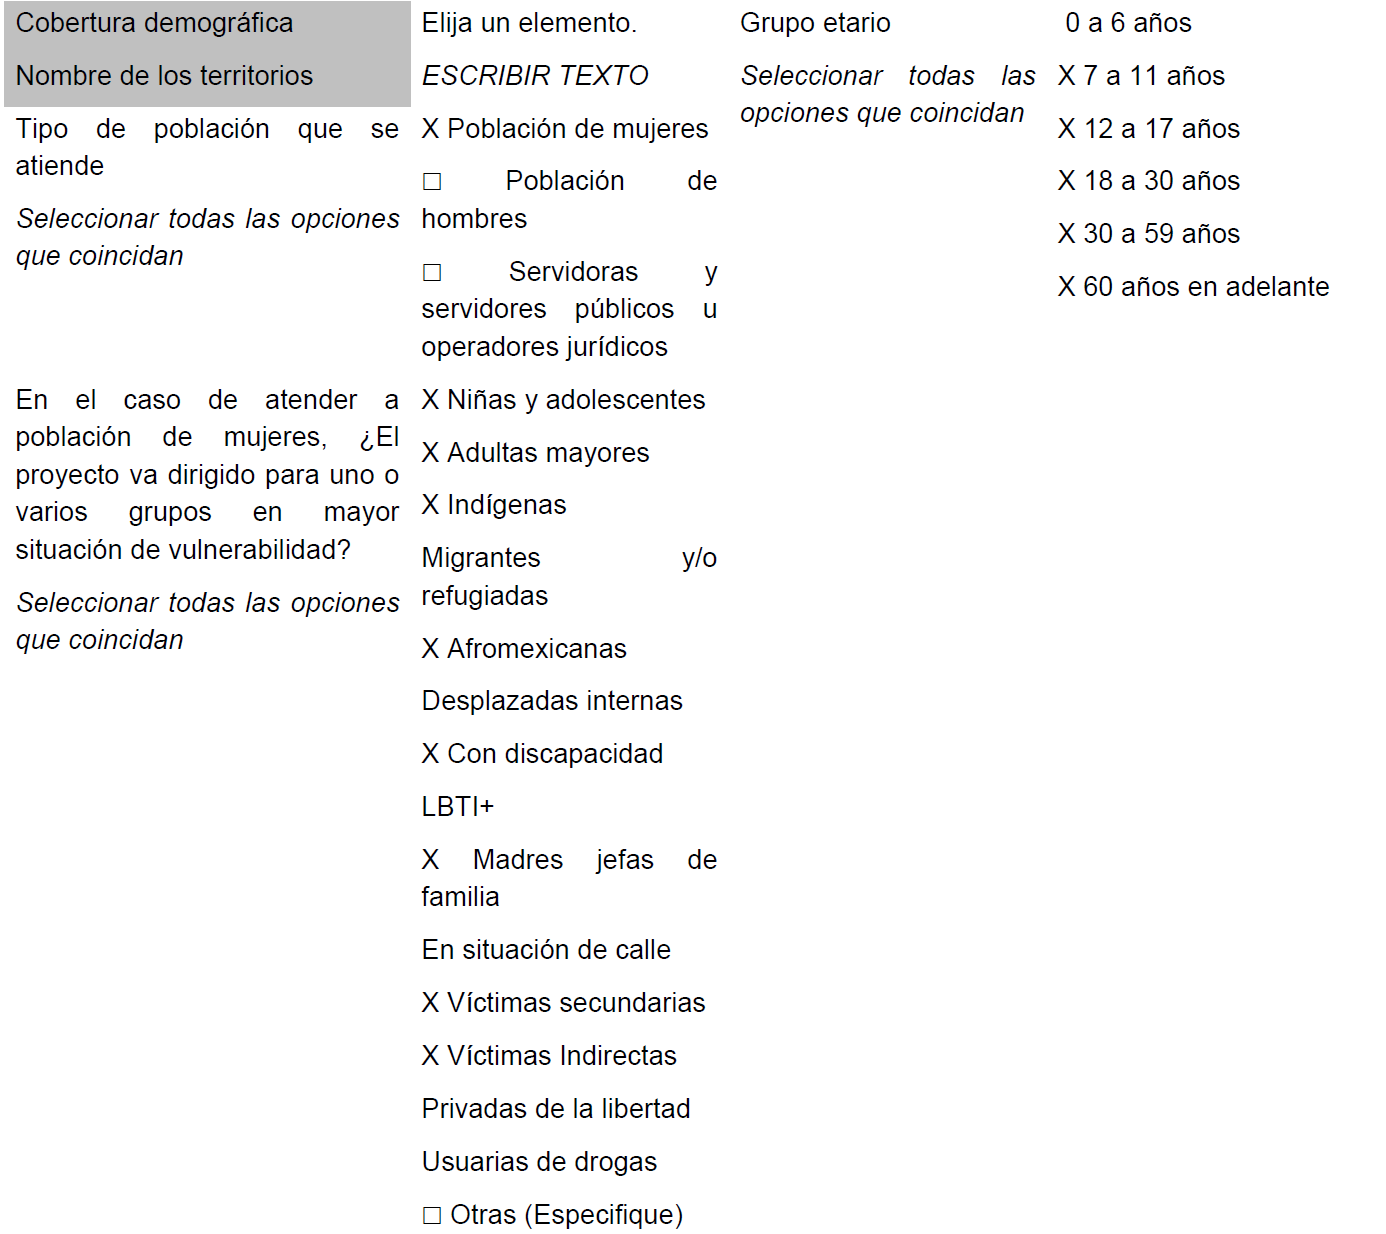 Cobertura demográfica
Nombre de los territorios
Elija un elemento.
ESCRIBIR TEXTO
Grupo etario
Seleccionar todas las
opciones que coincidan
0 a 6 años
X 7 a 11 años
X 12 a 17 años
X 18 a 30 años
X 30 a 59 años
X 60 años en adelante
Tipo de población que se
atiende
Seleccionar todas las opciones
que coincidan
X Población de mujeres
☐ Población de
hombres
☐ Servidoras y
servidores públicos u
operadores jurídicos
En el caso de atender a
población de mujeres, ¿El
proyecto va dirigido para uno o
varios grupos en mayor
situación de vulnerabilidad?
Seleccionar todas las opciones
que coincidan
X Niñas y adolescentes
X Adultas mayores
X Indígenas
Migrantes y/o
refugiadas
X Afromexicanas
Desplazadas internas
X Con discapacidad
LBTI+
X Madres jefas de
familia
En situación de calle
X Víctimas secundarias
X Víctimas Indirectas
Privadas de la libertad
Usuarias de drogas
☐ Otras (Especifique)